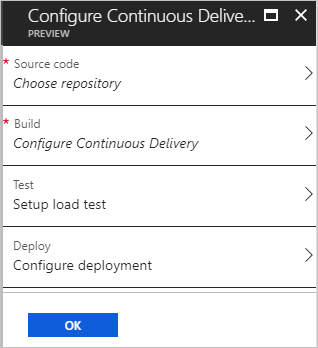 Configure Continuous Delive...
PREVIEW
* Source code
Choose repository
* Build
Configure Continuous Delivery
Test
Setup load test
Deploy
Configure deployment
OK